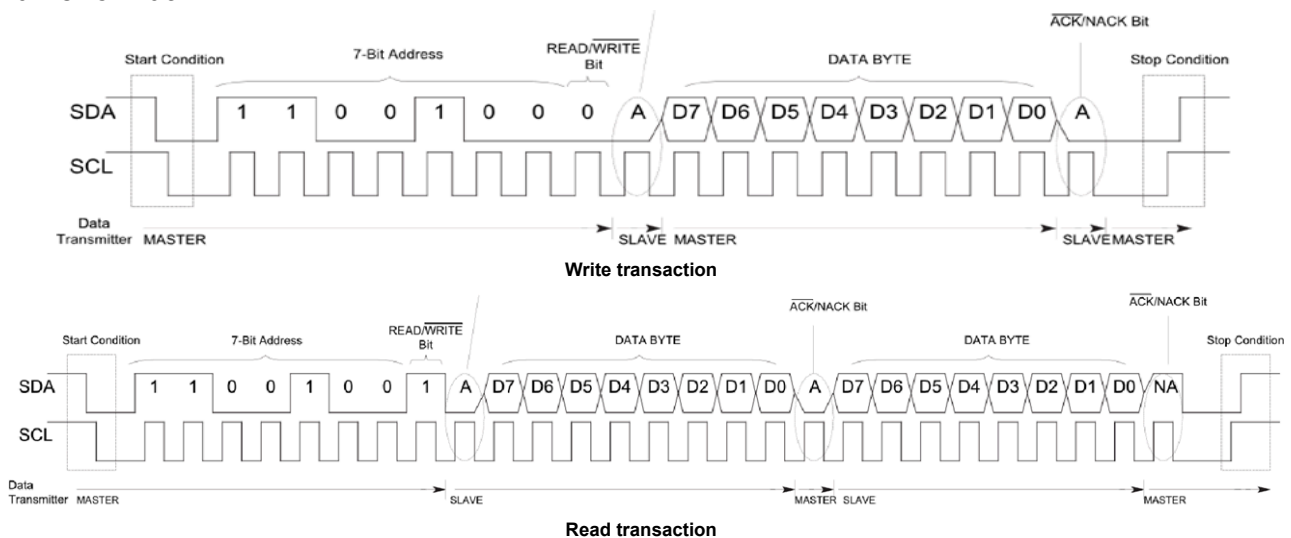 ACK/NACK Bit
READ/WRITE
Bit
7-Bit Address
DATA BYTE
Start Condition
Stop Condition
SDA 1 1 0 0 1 0 0 0 A D7 D6 D5 D4 D3 D2 D1 D0 A
SCL
Data
Transmitter MASTER SLAVE MASTER SLAVE MASTER
Write transaction
ACK/NACK Bit ACK/NACK Bit
READ/WRITE
Bit
Start Condition 7-Bit Address DATA BYTE DATA BYTE Stop Condition
SDA 1 1 0 0 1 0 0 1 A D7 D6 D5 D4 D3 D2 D1 D0 A D7 D6 D5 D4 D3 D2 D1 D0 NA
SCL
Data
Transmitter MASTER SLAVE MASTER SLAVE MASTER
Read transaction